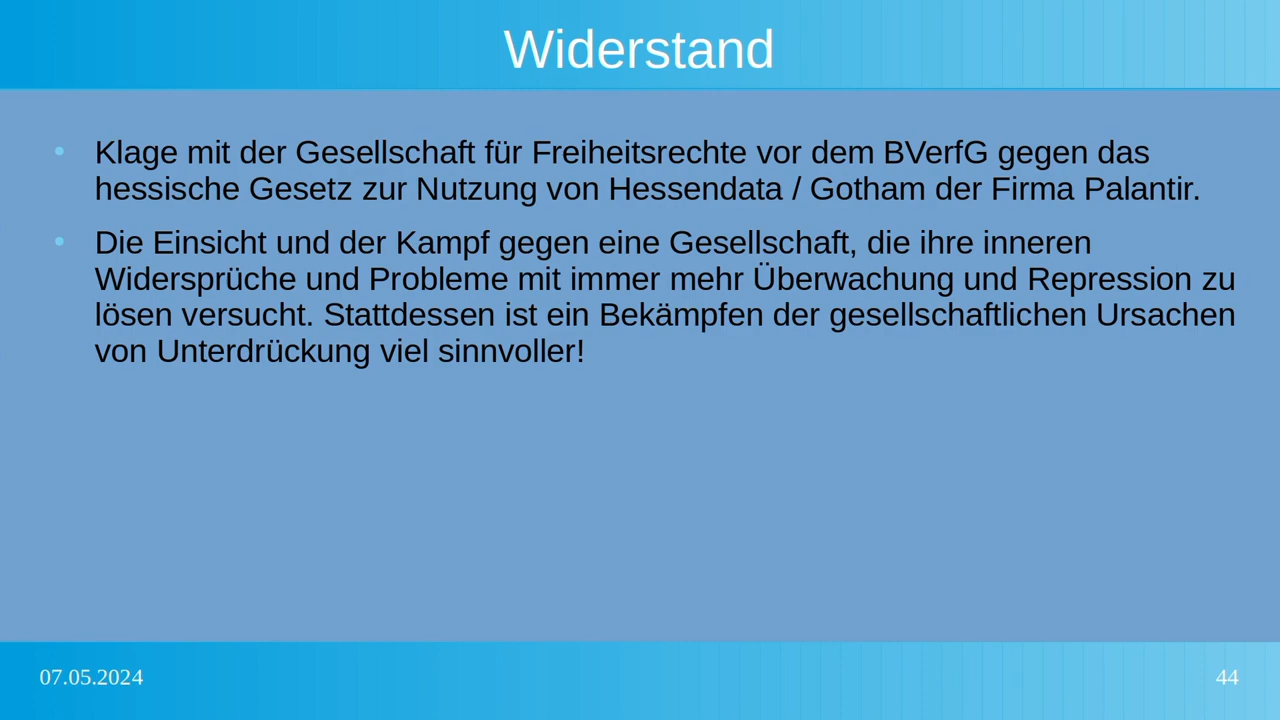 Widerstand
• Klage mit der Gesellschaft für Freiheitsrechte vor dem BVerfG gegen das
hessische Gesetz zur Nutzung von Hessendata / Gotham der Firma Palantir.
• Die Einsicht und der Kampf gegen eine Gesellschaft, die ihre inneren
Widersprüche und Probleme mit immer mehr Überwachung und Repression zu
lösen versucht. Stattdessen ist ein Bekämpfen der gesellschaftlichen Ursachen
von Unterdrückung viel sinnvoller!
07.05.2024
44